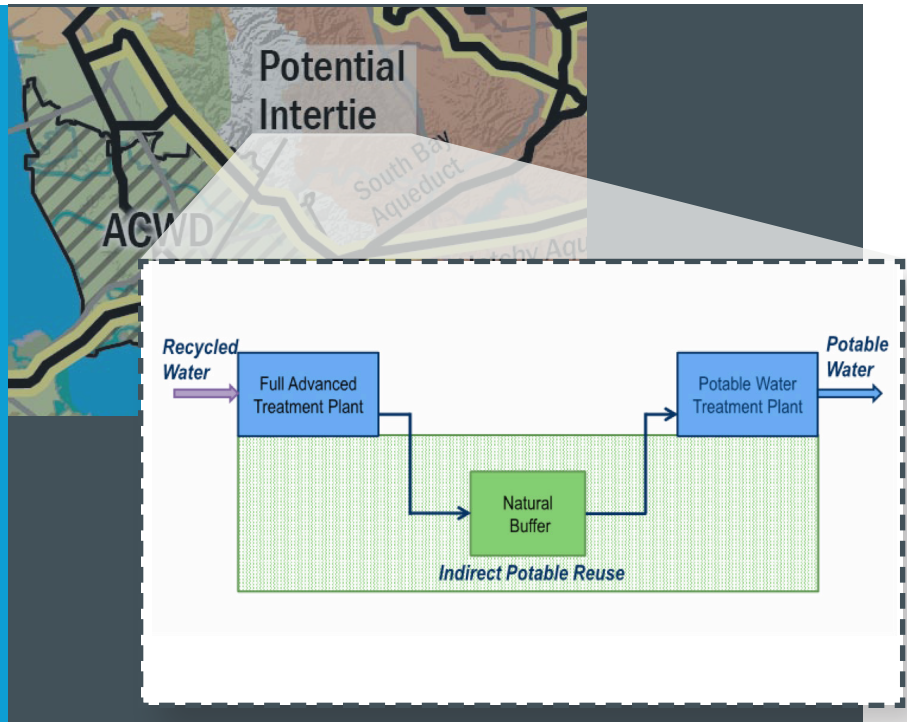 Potential
Intertie
South Bay
Aqueduct
ACWD
Recycled
Water
Full Advanced
Treatment Plant
Natural
Buffer
Indirect Potable Reuse
Potable Water
Treatment Plant
Potable
Water